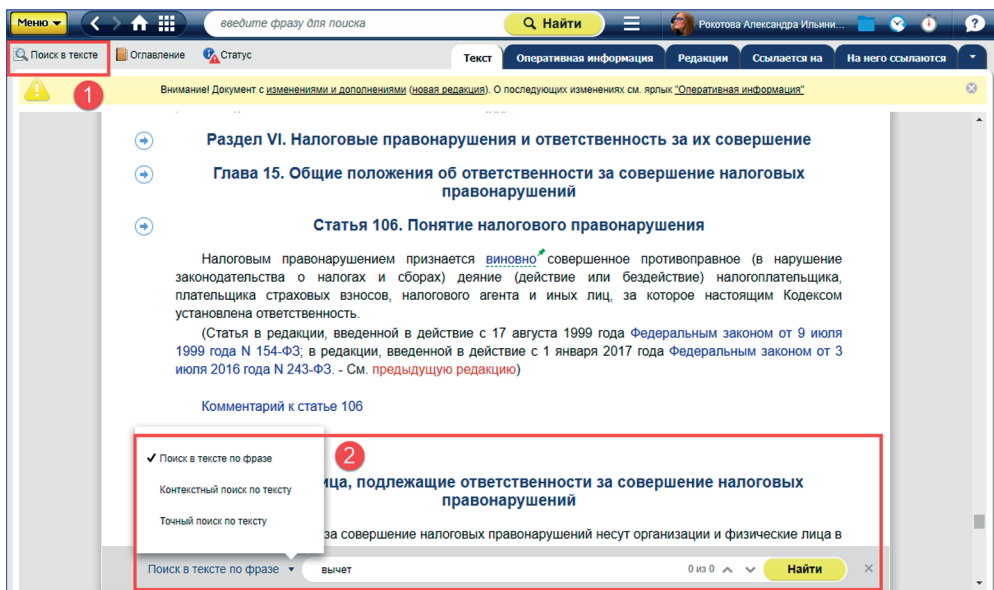 Меню
введите фразу для поиска
Найти
Рокотова Александра Ильини...
?
Поиск в тексте
Оглавление
Статус
Текст
Оперативная информация
Редакции
Ссылается на
На него ссылаются
1
Внимание! Документ с изменениями и дополнениями (новая редакция). О последующих изменениях см. ярлык "Оперативная информация"
Раздел VI. Налоговые правонарушения и ответственность за их совершение
Глава 15. Общие положения об ответственности за совершение налоговых
правонарушений
Статья 106. Понятие налогового правонарушения
Налоговым правонарушением признается виновно совершенное противоправное (в нарушение
законодательства о налогах и сборах) деяние (действие или бездействие) налогоплательщика,
плательщика страховых взносов, налогового агента и иных лиц, за которое настоящим Кодексом
установлена ответственность.
(Статья в редакции, введенной в действие с 17 августа 1999 года Федеральным законом от 9 июля
1999 года N 154-ФЗ; в редакции, введенной в действие с 1 января 2017 года Федеральным законом от 3
июля 2016 года N 243-ФЗ. - См. предыдущую редакцию)
Комментарий к статье 106
2
✓ Поиск в тексте по фразе
Контекстный поиск по тексту
Точный поиск по тексту
ица, подлежащие ответственности за совершение налоговых
правонарушений
за совершение налоговых правонарушений несут организации и физические лица в
Поиск в тексте по фразе
вычет
0 из 0
Найти